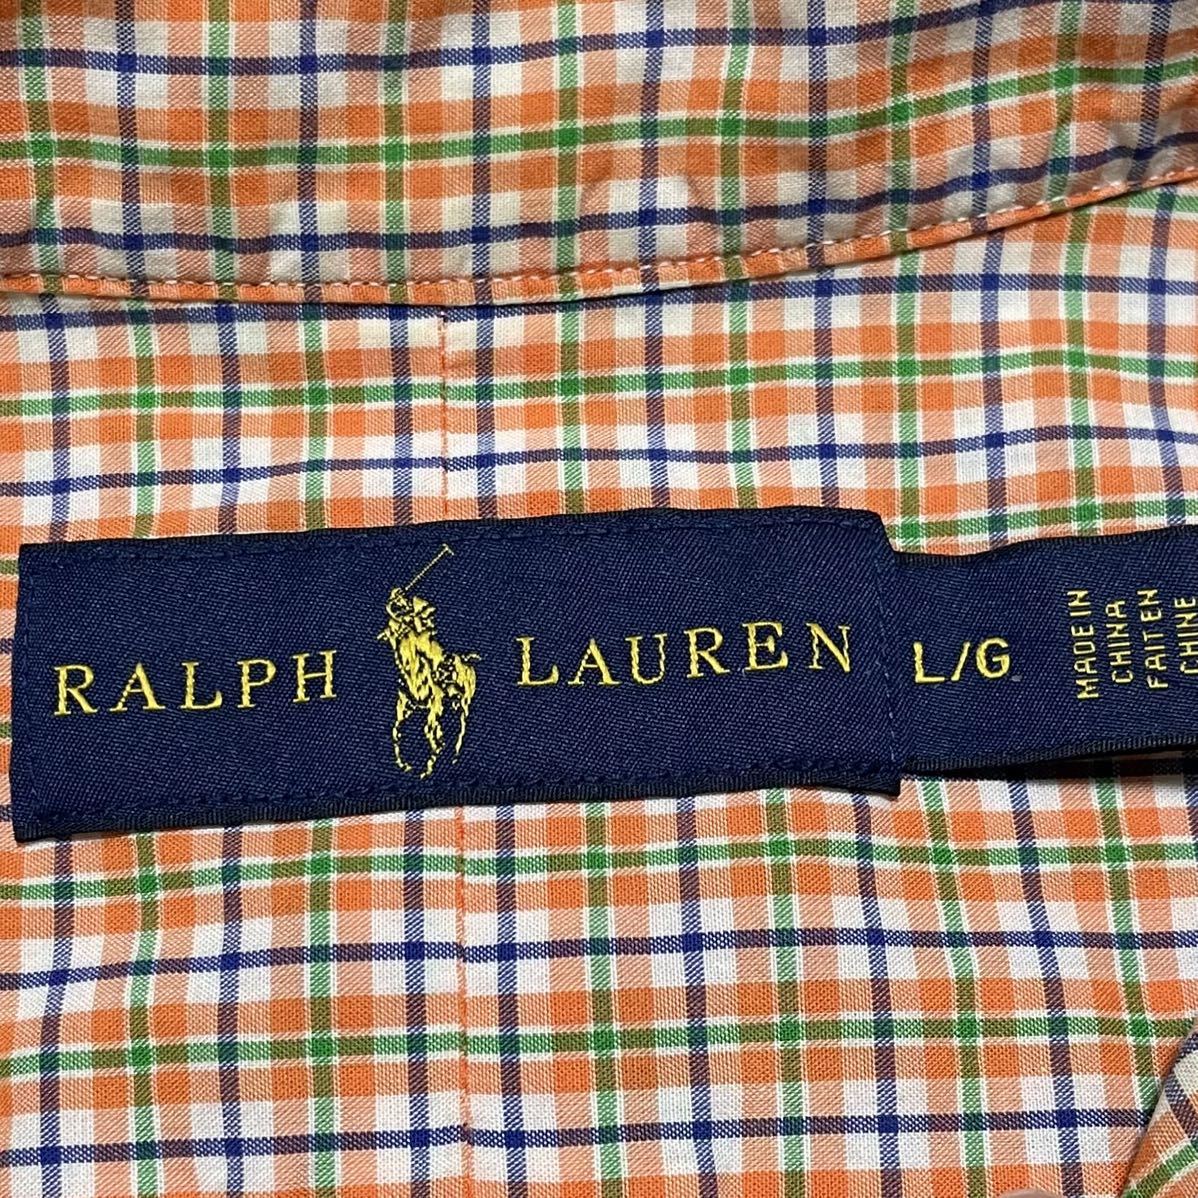 RALPH LAUREN
L/G
MADE IN
CHINA
FAIT EN
CHINE